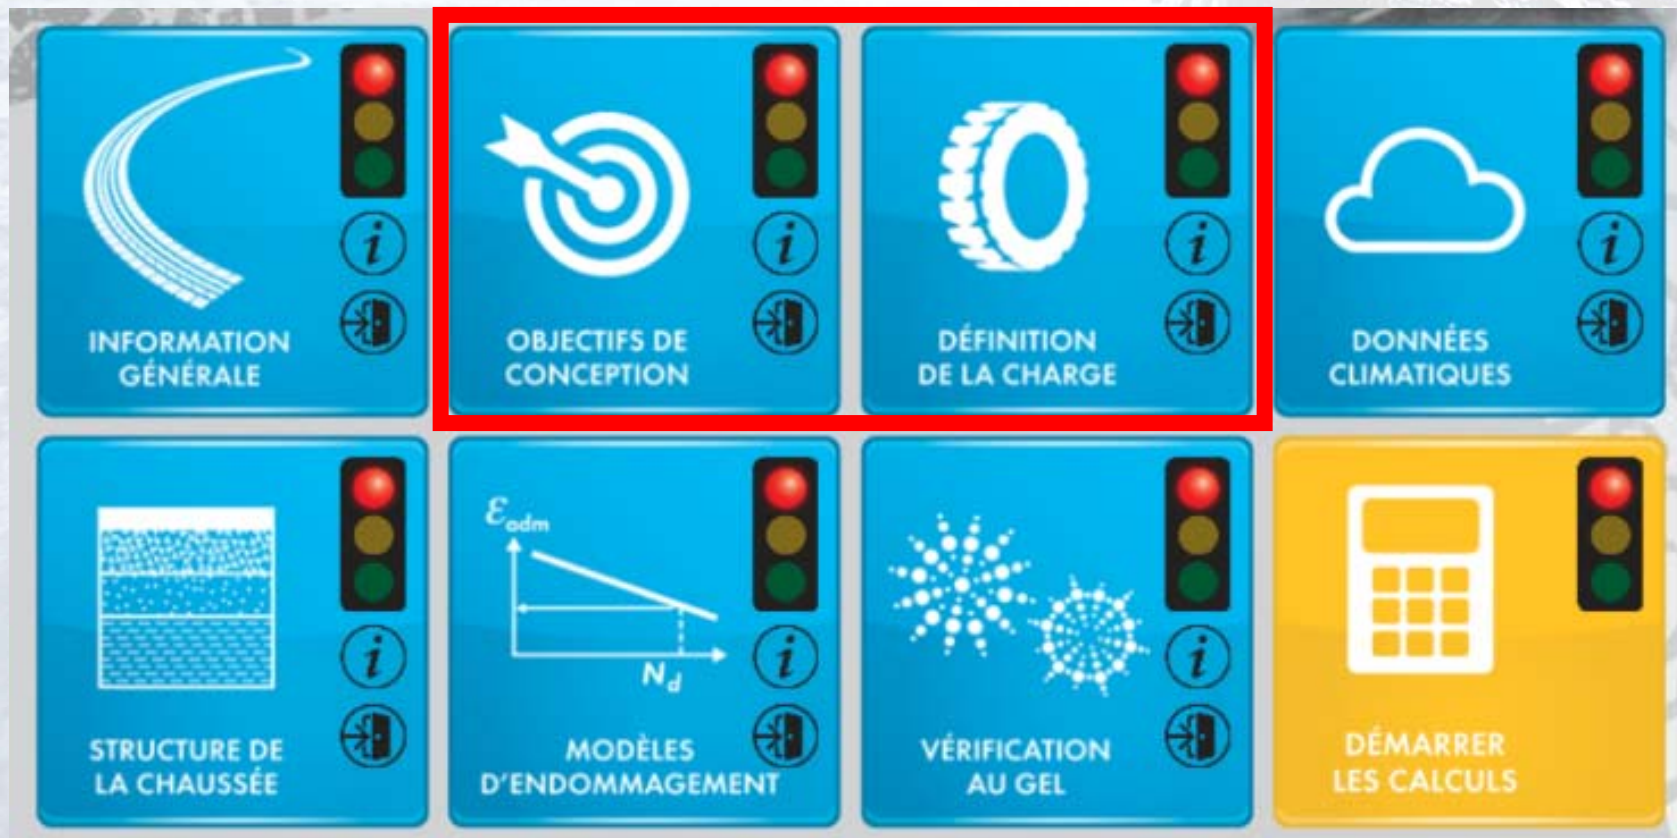 i
INFORMATION
GÉNÉRALE
i
OBJECTIFS DE
CONCEPTION
i
DÉFINITION
DE LA CHARGE
i
DONNÉES
CLIMATIQUES
i
STRUCTURE DE
LA CHAUSSÉE
ε adm
N d
i
MODÈLES
D'ENDOMMAGEMENT
i
VÉRIFICATION
AU GEL
DÉMARRER
LES CALCULS